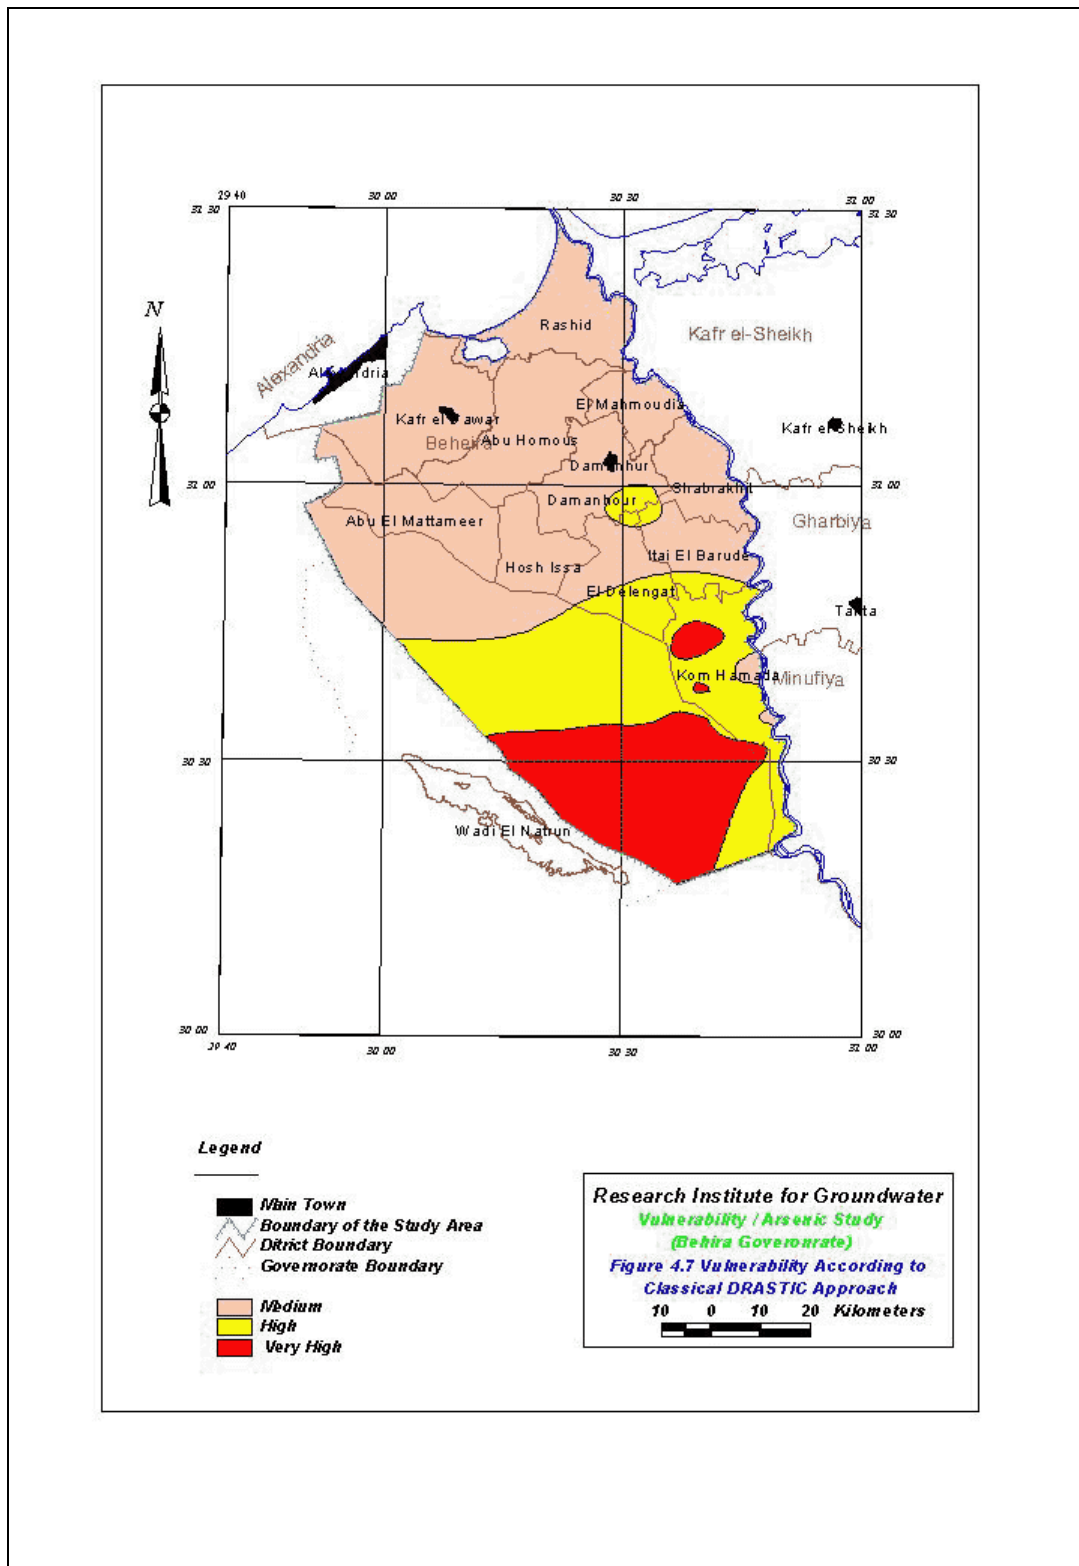 29 40
30 00
30 30
31 00
31 30
31 30
N
Rashid
Kafr el-Sheikh
Alexandria
Alexandria
El Mahmoudia
Kafr el Dawar
Kafr el-Sheikh
Beheira
Abu Homous
Damanhur
Shabrakhit
31 00
31 00
Damanhour
Abu El Mattameer
Gharbiya
Itai El Barude
Hosh Issa
El Delengat
Tanta
Kom Hamada
Minufiya
30 30
30 30
Wadi El Natrun
30 00
30 00
29 40
30 00
30 30
31 00
Legend
Main Town
Boundary of the Study Area
Ditrict Boundary
Governorate Boundary
Medium
High
Very High
Research Institute for Groundwater
Vulnerability / Arsenic Study
(Behira Goverounrate)
Figure 4.7 Vulnerability According to
Classical DRASTIC Approach
10 0 10 20 Kilometers